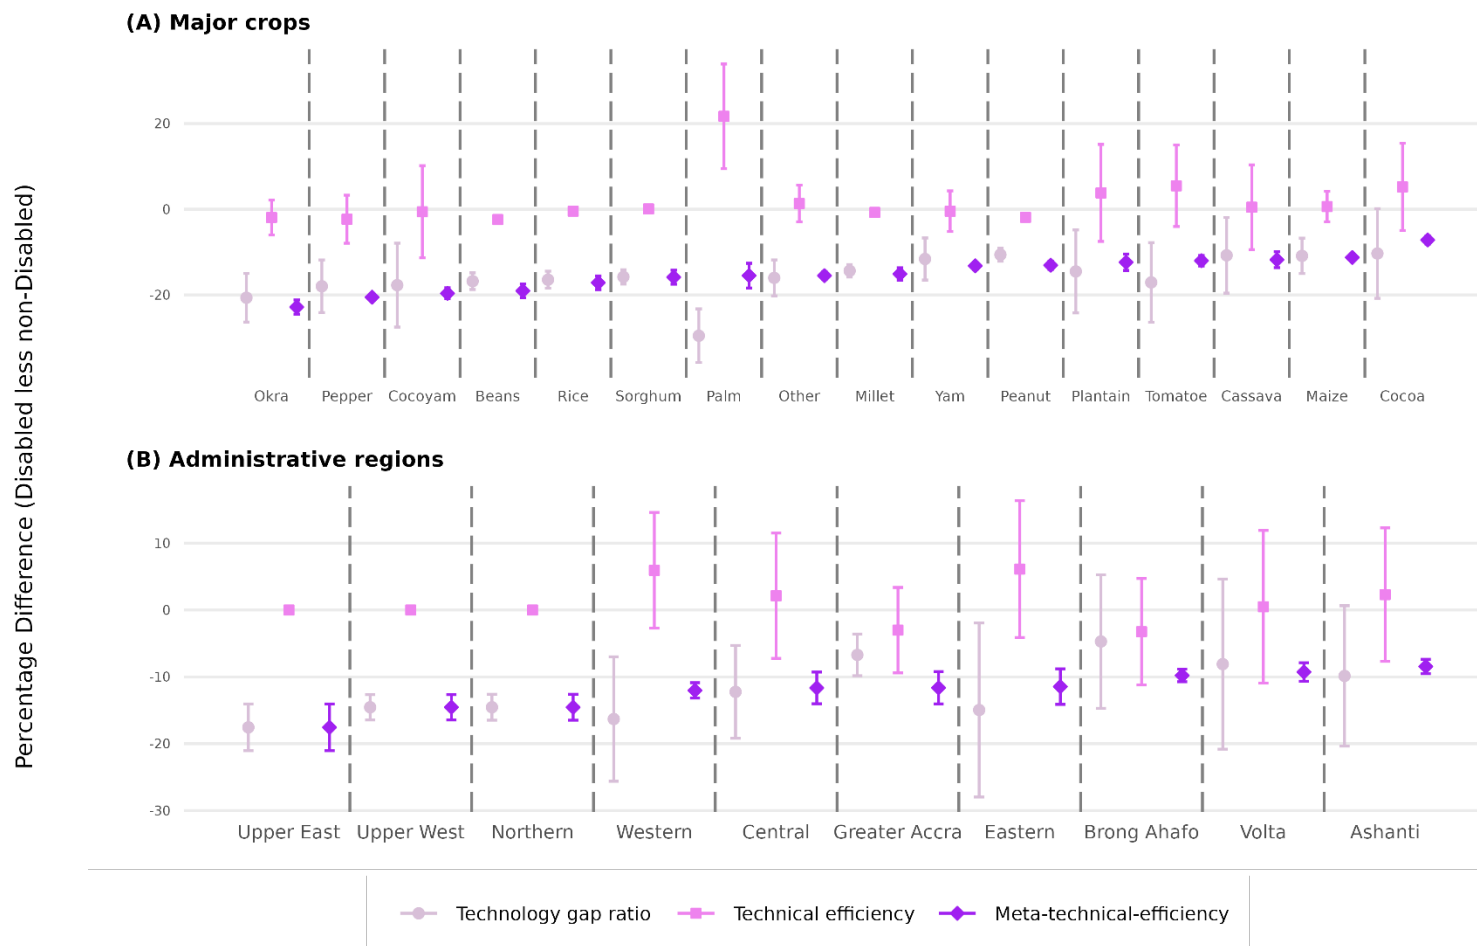 (A) Major crops
Percentage Difference (Disabled less non-Disabled)
20
0
-20
Okra Pepper Cocoyam Beans Rice Sorghum Palm Other Millet Yam Peanut Plantain Tomatoe Cassava Maize Cocoa
(B) Administrative regions
10
0
-10
-20
-30
Upper East Upper West Northern Western Central Greater Accra Eastern Brong Ahafo Volta Ashanti
Technology gap ratio Technical efficiency Meta-technical-efficiency